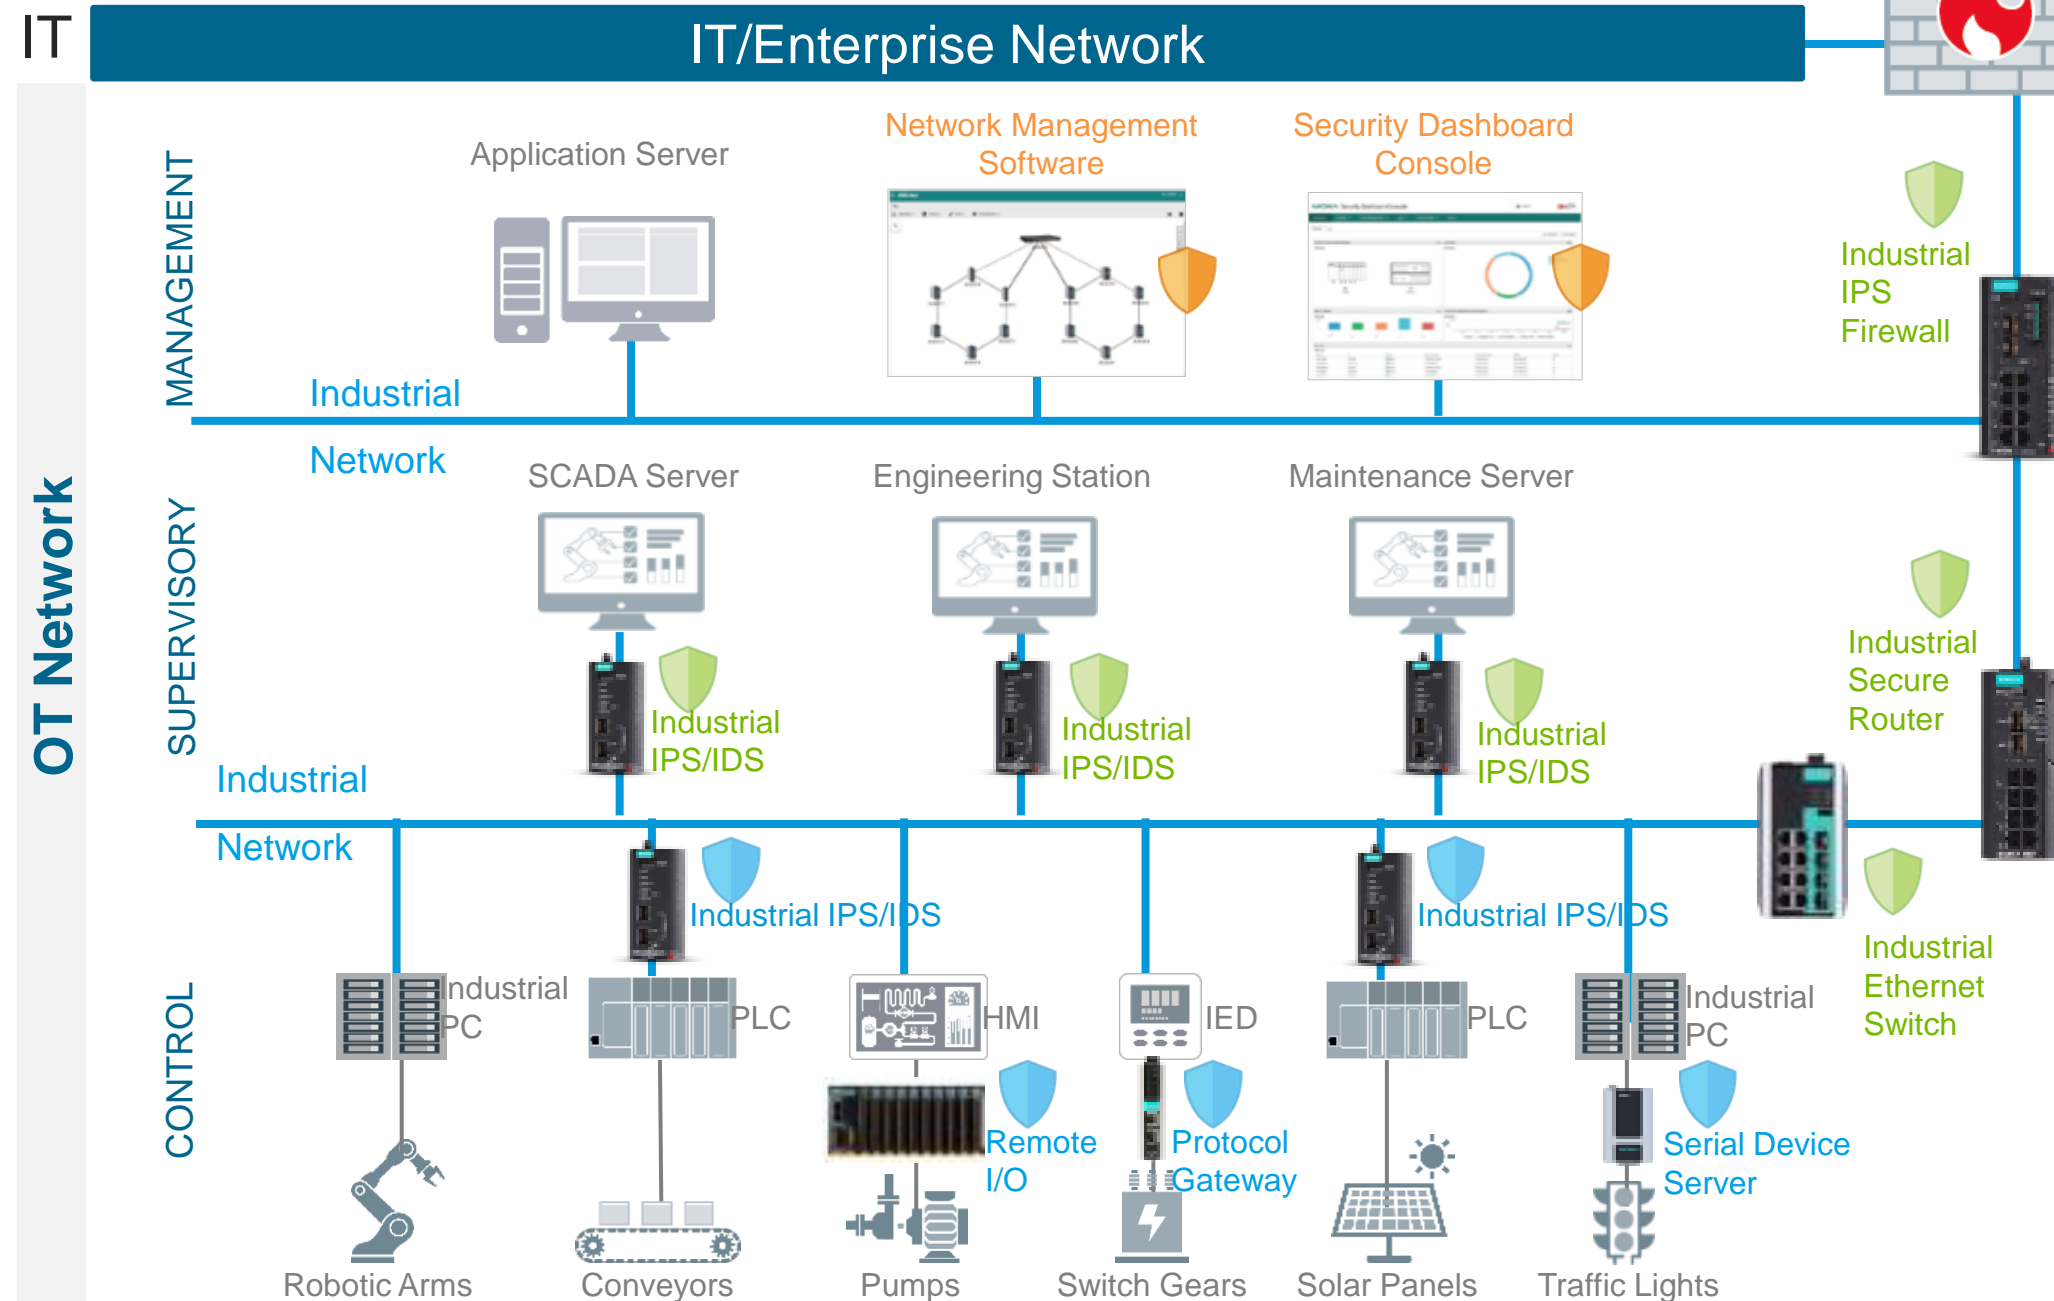 IT
IT/Enterprise Network
OT Network
MANAGEMENT
Application Server
Network Management
Software
Security Dashboard
Console
Industrial
IPS
Firewall
Industrial
Network
SUPERVISORY
SCADA Server
Engineering Station
Maintenance Server
Industrial
IPS/IDS
Industrial
IPS/IDS
Industrial
IPS/IDS
Industrial
Secure
Router
Industrial
Network
Industrial IPS/IDS
Industrial IPS/IDS
Industrial
Ethernet
Switch
CONTROL
Industrial
PC
PLC
HMI
IED
PLC
Industrial
PC
Remote
I/O
Protocol
Gateway
Serial Device
Server
Robotic Arms
Conveyors
Pumps
Switch Gears
Solar Panels
Traffic Lights